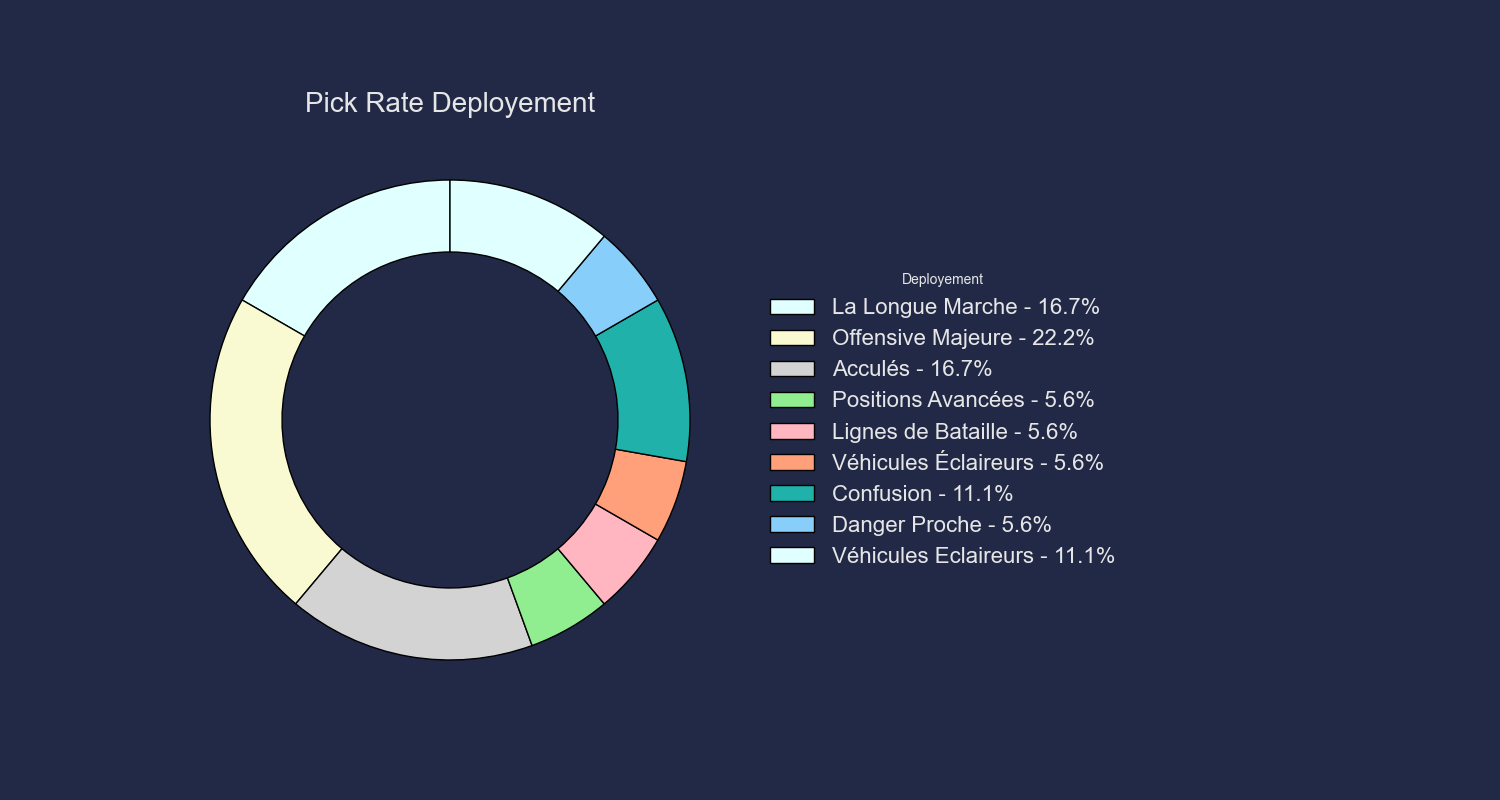 Pick Rate Deployement
Deployement
La Longue Marche - 16.7%
Offensive Majeure - 22.2%
Acculés - 16.7%
Positions Avancées - 5.6%
Lignes de Bataille - 5.6%
Véhicules Éclaireurs - 5.6%
Confusion - 11.1%
Danger Proche - 5.6%
Véhicules Eclaireurs - 11.1%